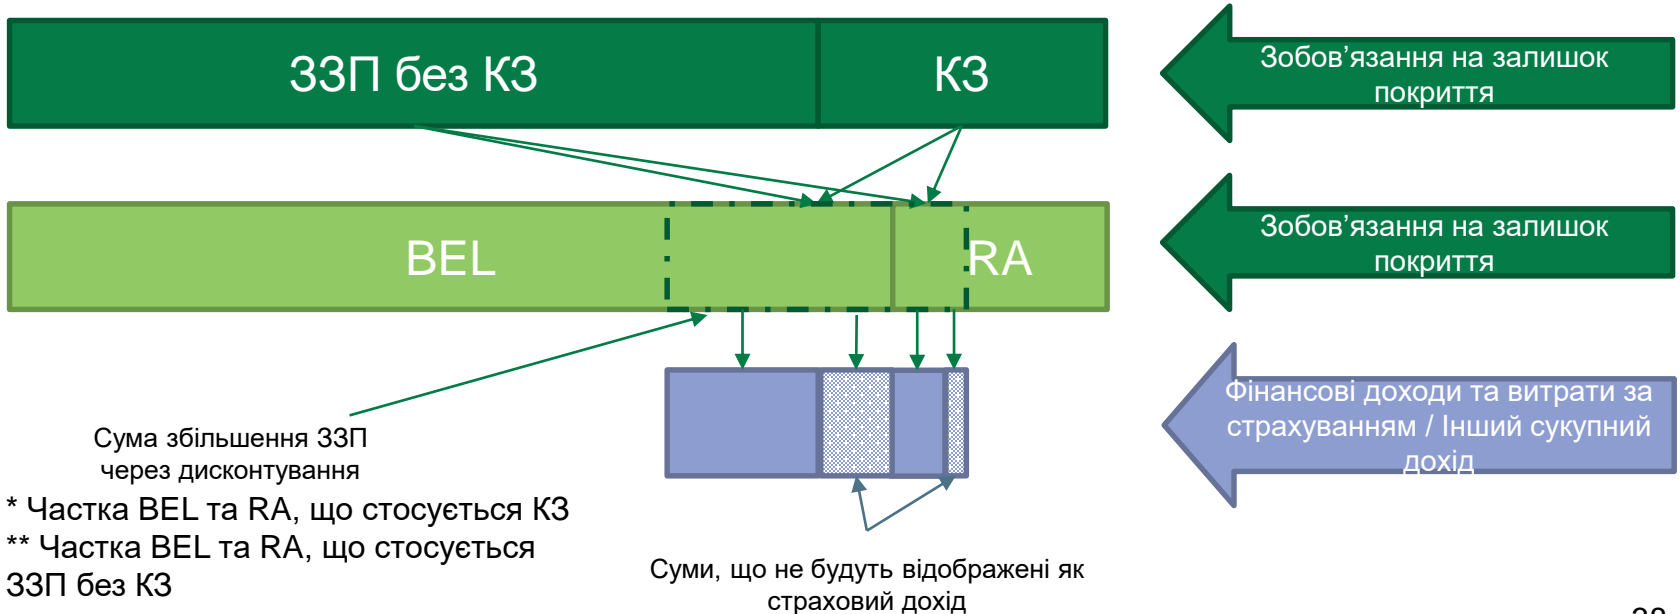 ЗЗП без КЗ
КЗ
Зобов’язання на залишок
покриття
BEL
RA
Зобов’язання на залишок
покриття
Фінансові доходи та витрати за
страхуванням / Інший сукупний
дохід
Сума збільшення ЗЗП
через дисконтування
* Частка BEL та RA, що стосується КЗ
** Частка BEL та RA, що стосується
ЗЗП без КЗ
Суми, що не будуть відображені як
страховий дохід